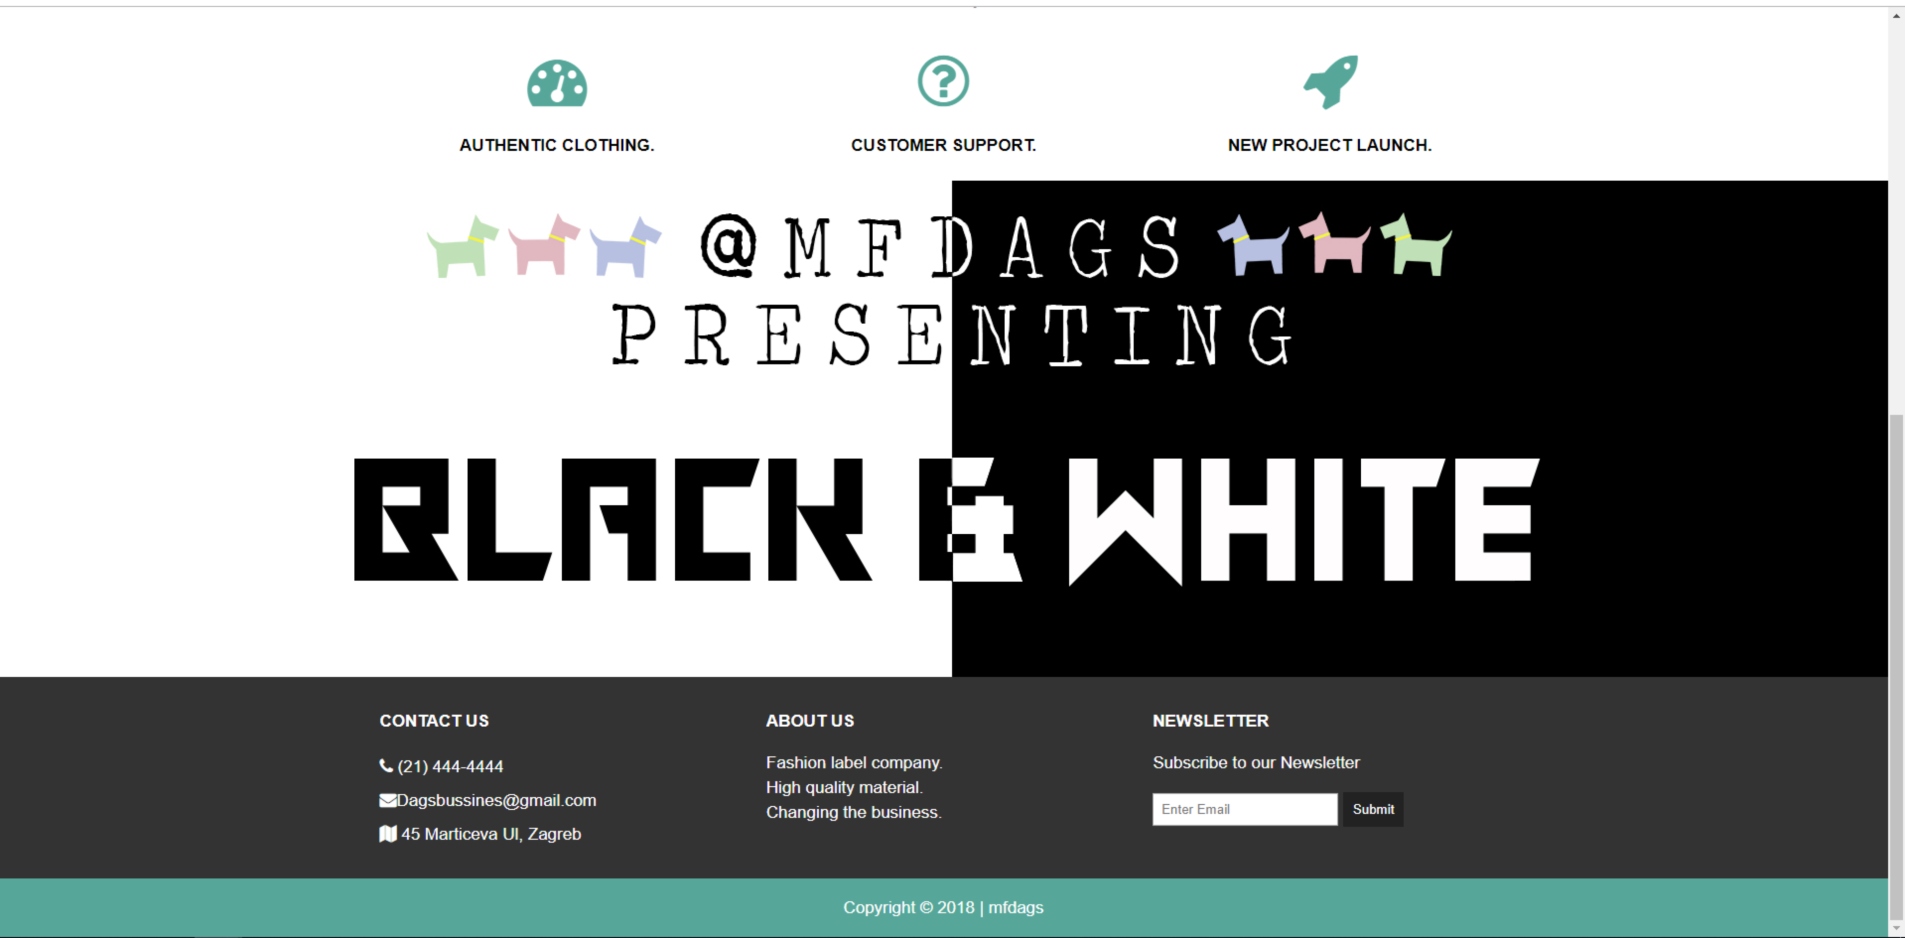 AUTHENTIC CLOTHING.
CUSTOMER SUPPORT.
NEW PROJECT LAUNCH.
@MFDAGS
PRESENTING
BLACK & WHITE
CONTACT US
(21) 444-4444
Dagsbussines@gmail.com
45 Marticeva Ul, Zagreb
ABOUT US
Fashion label company.
High quality material.
Changing the business.
NEWSLETTER
Subscribe to our Newsletter
Enter Email
Submit
Copyright © 2018 | mfdags